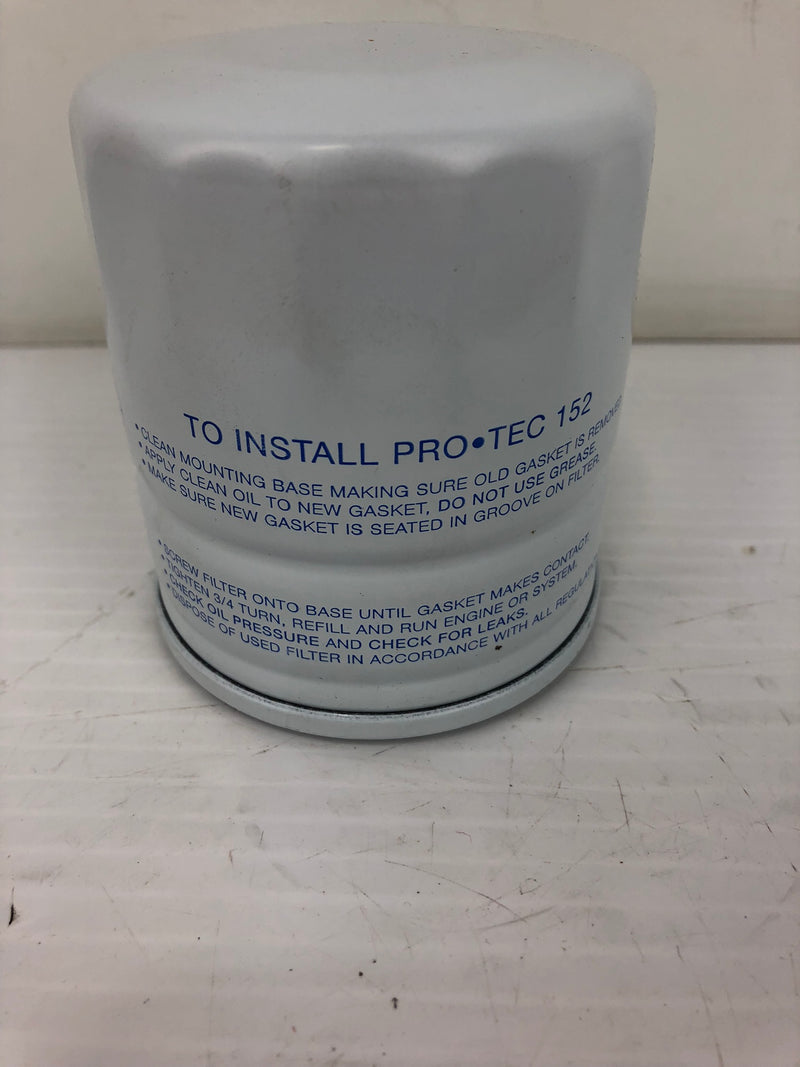 TO INSTALL PRO•TEC 152
•CLEAN MOUNTING BASE MAKING SURE OLD GASKET IS REMOVED
•APPLY CLEAN OIL TO NEW GASKET, DO NOT USE GREASE.
•MAKE SURE NEW GASKET IS SEATED IN GROOVE ON FILTER.
•SCREW FILTER ONTO BASE UNTIL GASKET MAKES CONTACT.
•TIGHTEN 3/4 TURN, REFILL AND RUN ENGINE OR SYSTEM.
•CHECK OIL PRESSURE AND CHECK FOR LEAKS.
•DISPOSE OF USED FILTER IN ACCORDANCE WITH ALL